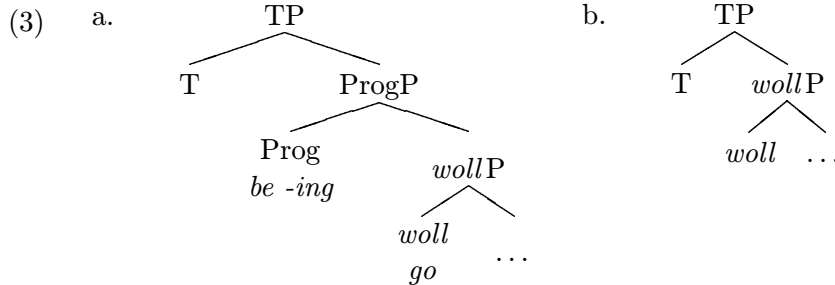 (3) a. TP b. TP
T ProgP T wollP
Prog wollP woll ...
be -ing
woll ...
go